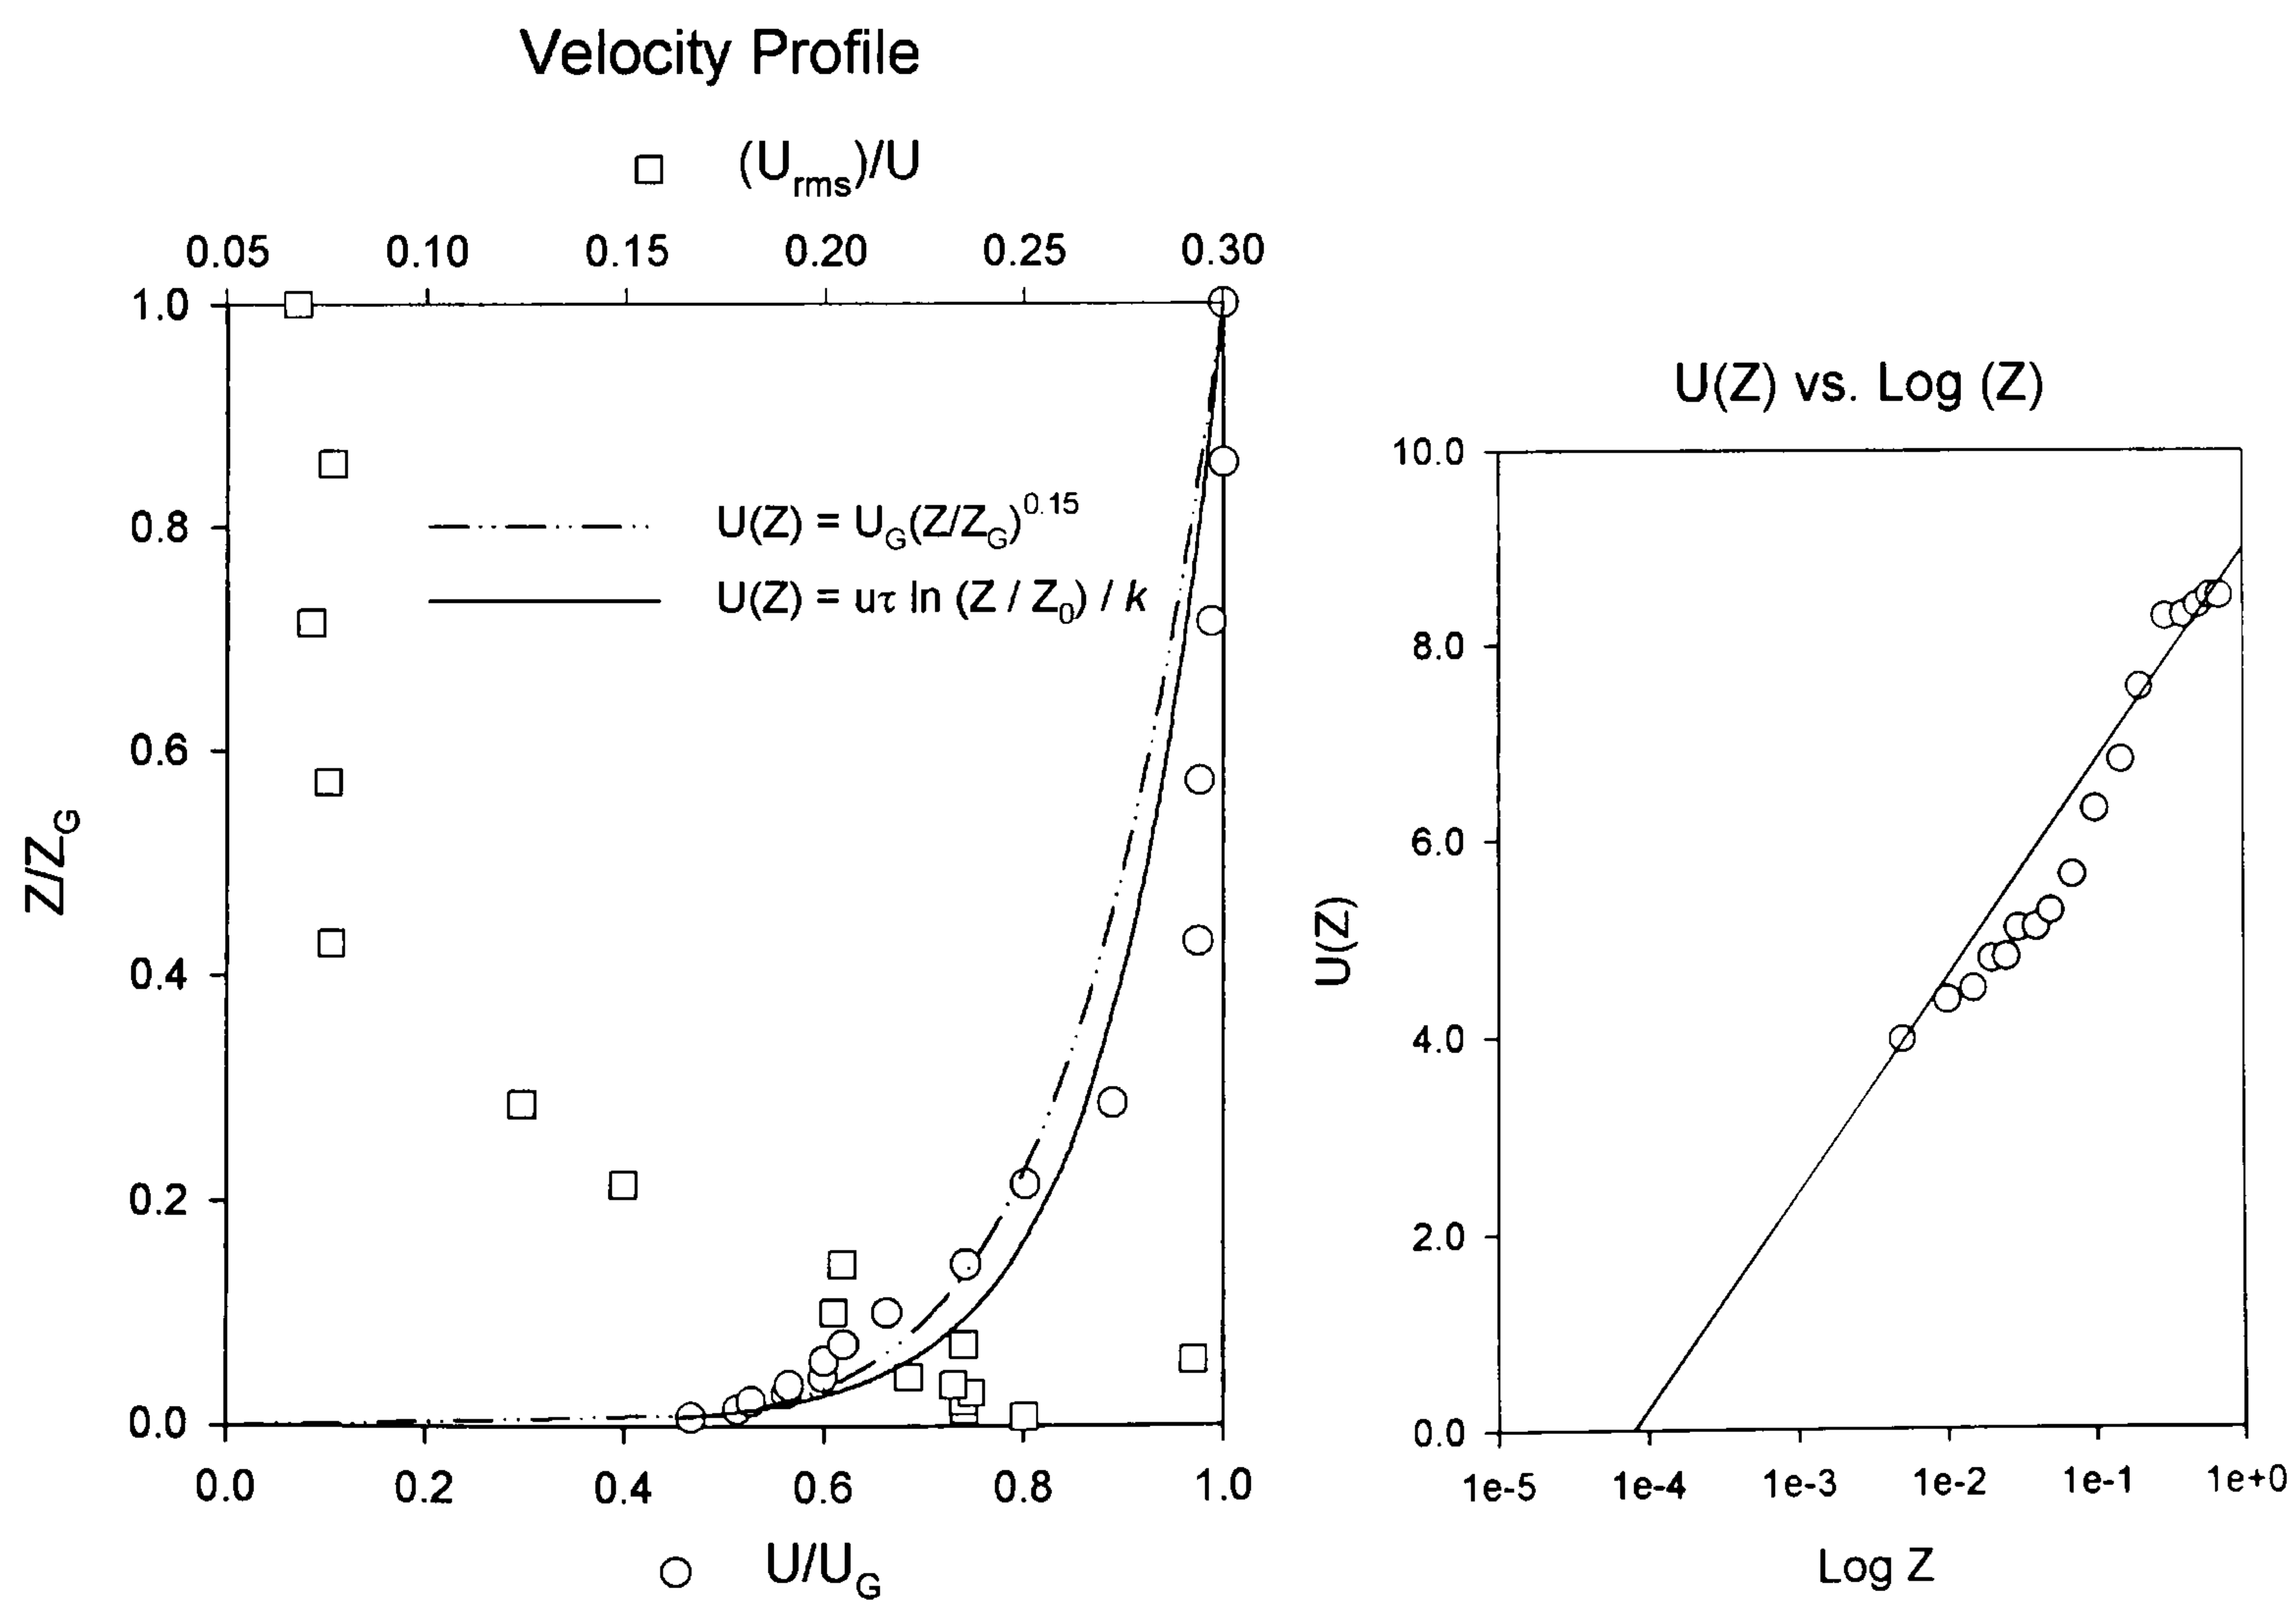 Velocity Profile
□ (U_rms)/U
0.05 0.10 0.15 0.20 0.25 0.30
1.0
0.8
0.6
0.4
0.2
0.0
Z/Z_G
U(Z) = U_G(Z/Z_G)^0.15
U(Z) = uτ ln (Z / Z_0) / k
0.0 0.2 0.4 0.6 0.8 1.0
○ U/U_G
U(Z) vs. Log (Z)
10.0
8.0
6.0
4.0
2.0
0.0
U(Z)
1e-5 1e-4 1e-3 1e-2 1e-1 1e+0
Log Z